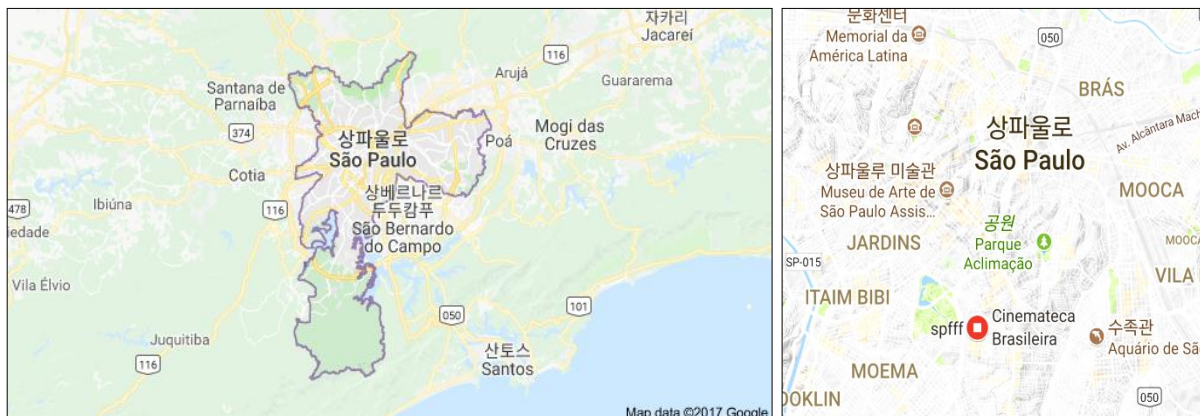 자카리
Jacareí
116
Arujá
Guararema
Santana de
Parnaíba
374
상파울로
São Paulo
Poá
Mogi das
Cruzes
Cotia
478
iedade
Ibiúna
116
상베르나르
두두캄푸
São Bernardo
do Campo
Vila Élvio
101
050
Juquitiba
116
산토스
Santos
Map data ©2017 Google
문화센터
Memorial da
América Latina
050
BRÁS
Av. Alcântara Mach
상파울로
São Paulo
상파울루 미술관
Museu de Arte de
São Paulo Assis...
MOOCA
공원
Parque
Aclimação
JARDINS
MOOCA
SP-015
VILA
ITAIM BIBI
spfff
Cinemateca
Brasileira
수족관
Aquário de Sã
MOEMA
OOKLIN
050